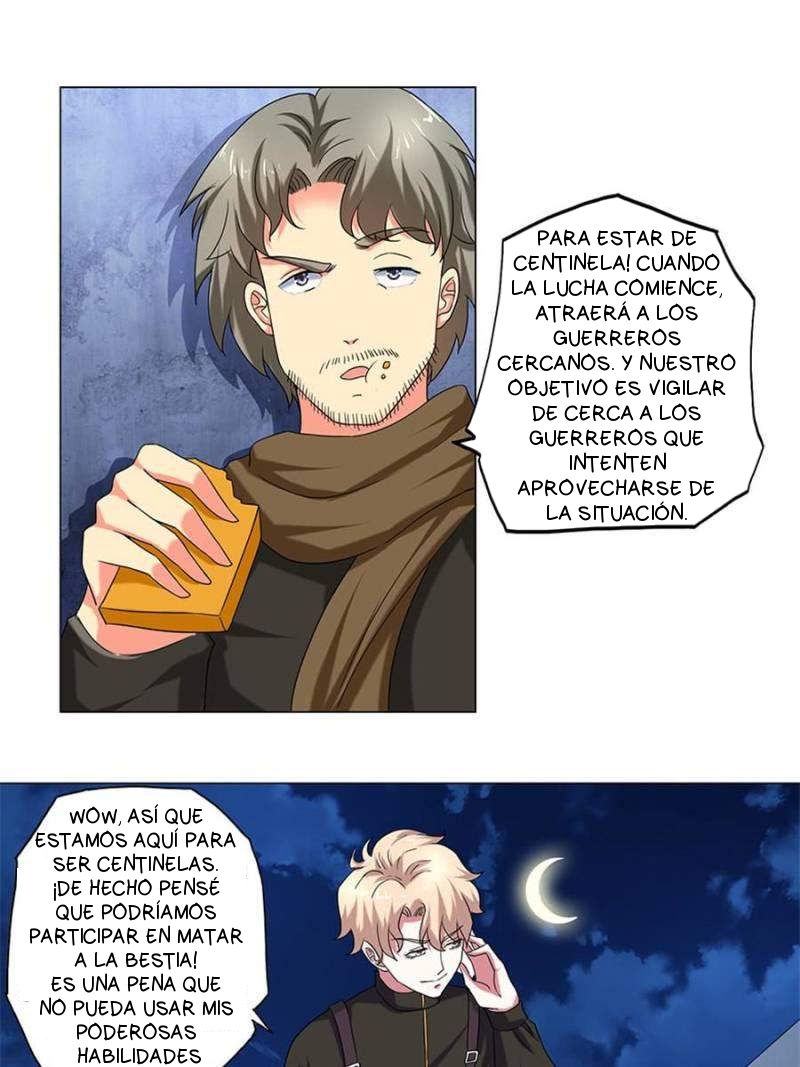 PARA ESTAR DE
CENTINELA! CUANDO
LA LUCHA COMIENCE,
ATRAERÁ A LOS
GUERREROS
CERCANOS. Y NUESTRO
OBJETIVO ES VIGILAR
DE CERCA A LOS
GUERREROS QUE
INTENTEN
APROVECHARSE DE
LA SITUACIÓN.
WOW, ASÍ QUE
ESTAMOS AQUÍ PARA
SER CENTINELAS.
¡DE HECHO PENSÉ
QUE PODRÍAMOS
PARTICIPAR EN MATAR
A LA BESTIA!
ES UNA PENA QUE
NO PUEDA USAR MIS
PODEROSAS
HABILIDADES